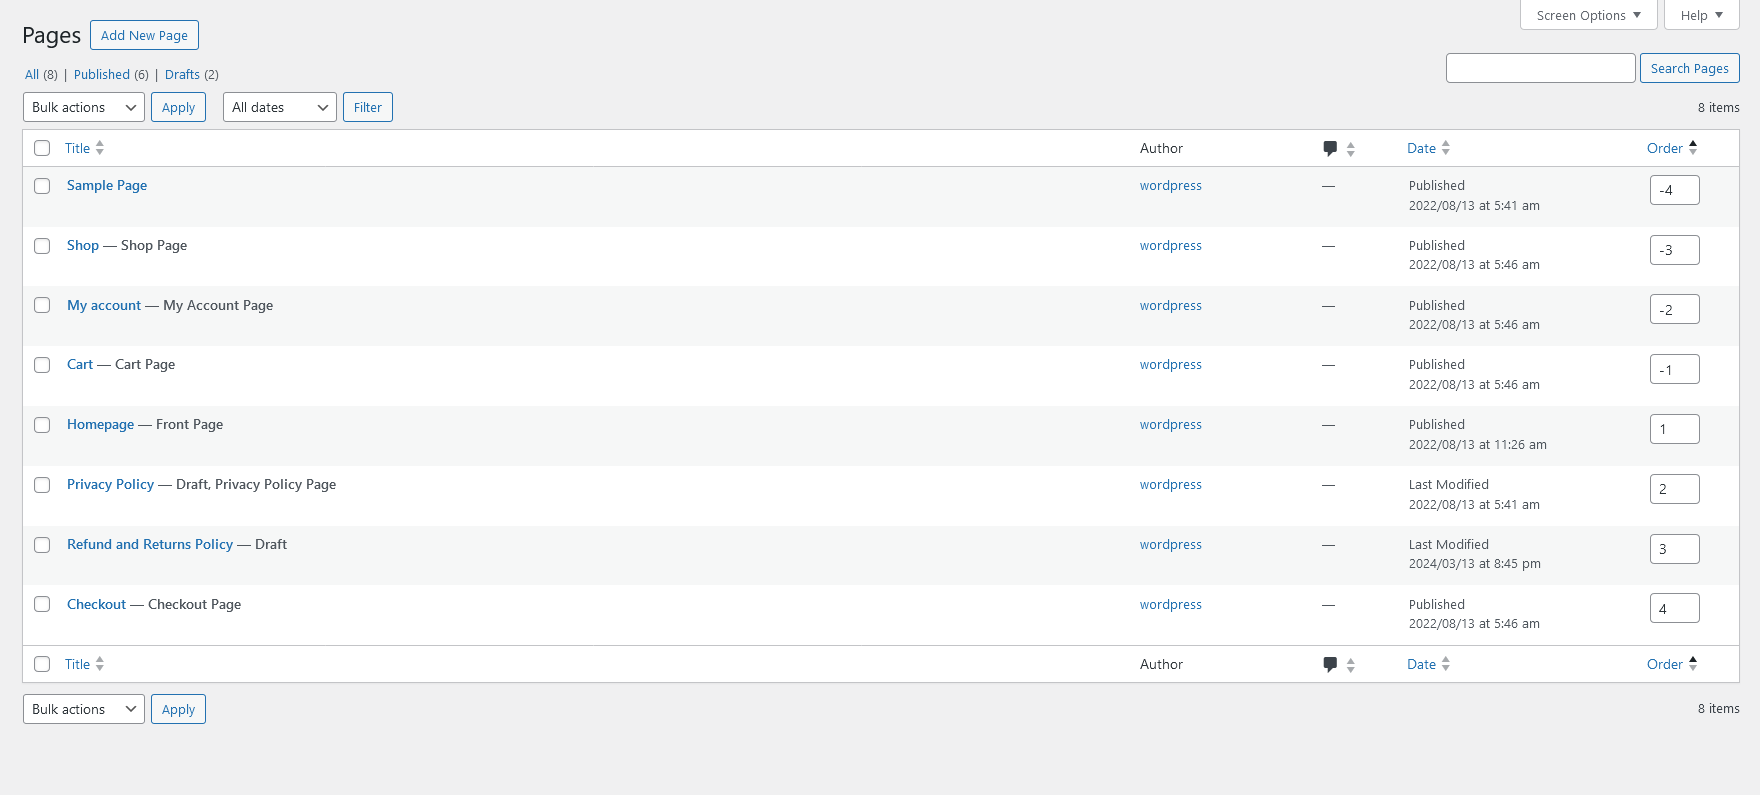 Screen Options Help
Pages Add New Page
All (8) | Published (6) | Drafts (2)
Search Pages
Bulk actions Apply All dates Filter 8 items
Title Author Date Order
Sample Page wordpress — Published -4
2022/08/13 at 5:41 am
Shop — Shop Page wordpress — Published -3
2022/08/13 at 5:46 am
My account — My Account Page wordpress — Published -2
2022/08/13 at 5:46 am
Cart — Cart Page wordpress — Published -1
2022/08/13 at 5:46 am
Homepage — Front Page wordpress — Published 1
2022/08/13 at 11:26 am
Privacy Policy — Draft, Privacy Policy Page wordpress — Last Modified 2
2022/08/13 at 5:41 am
Refund and Returns Policy — Draft wordpress — Last Modified 3
2024/03/13 at 8:45 pm
Checkout — Checkout Page wordpress — Published 4
2022/08/13 at 5:46 am
Title Author Date Order
Bulk actions Apply 8 items